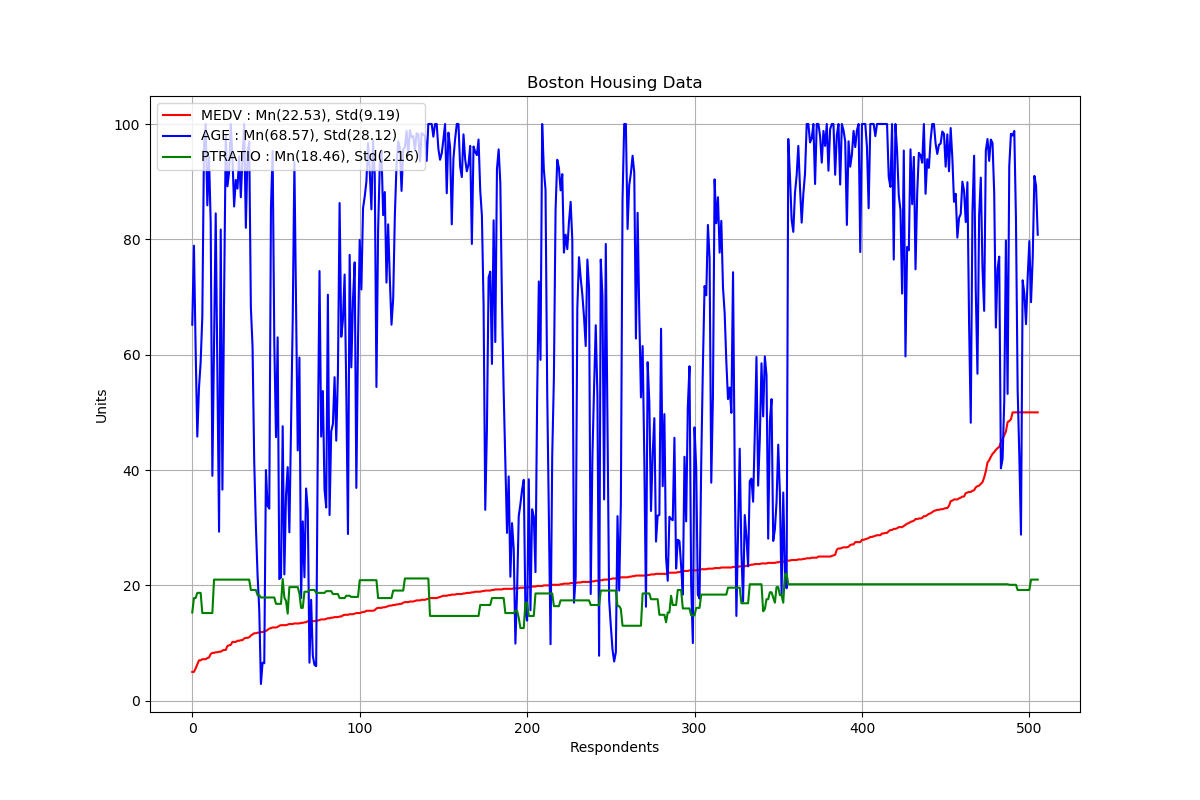 Boston Housing Data
MEDV : Mn(22.53), Std(9.19)
AGE : Mn(68.57), Std(28.12)
PTRATIO : Mn(18.46), Std(2.16)
100
80
60
40
20
0
Units
0 100 200 300 400 500
Respondents